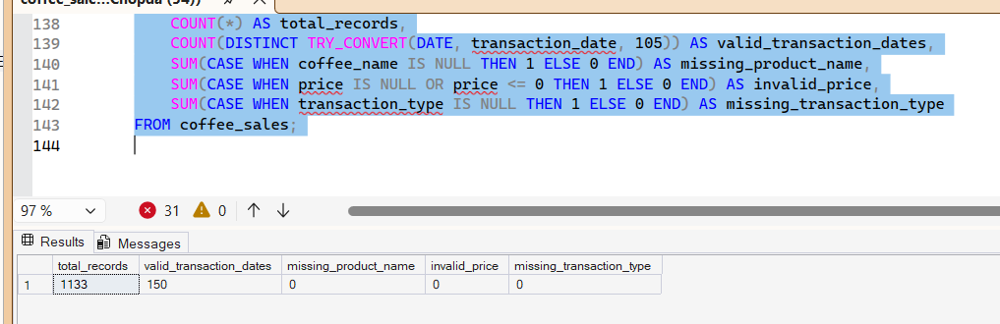 coffee_sale...Chopda (54))
138 COUNT(*) AS total_records,
139 COUNT(DISTINCT TRY_CONVERT(DATE, transaction_date, 105)) AS valid_transaction_dates,
140 SUM(CASE WHEN coffee_name IS NULL THEN 1 ELSE 0 END) AS missing_product_name,
141 SUM(CASE WHEN price IS NULL OR price <= 0 THEN 1 ELSE 0 END) AS invalid_price,
142 SUM(CASE WHEN transaction_type IS NULL THEN 1 ELSE 0 END) AS missing_transaction_type
143 FROM coffee_sales;
144
97 % 31 0
Results Messages
total_records valid_transaction_dates missing_product_name invalid_price missing_transaction_type
1 1133 150 0 0 0